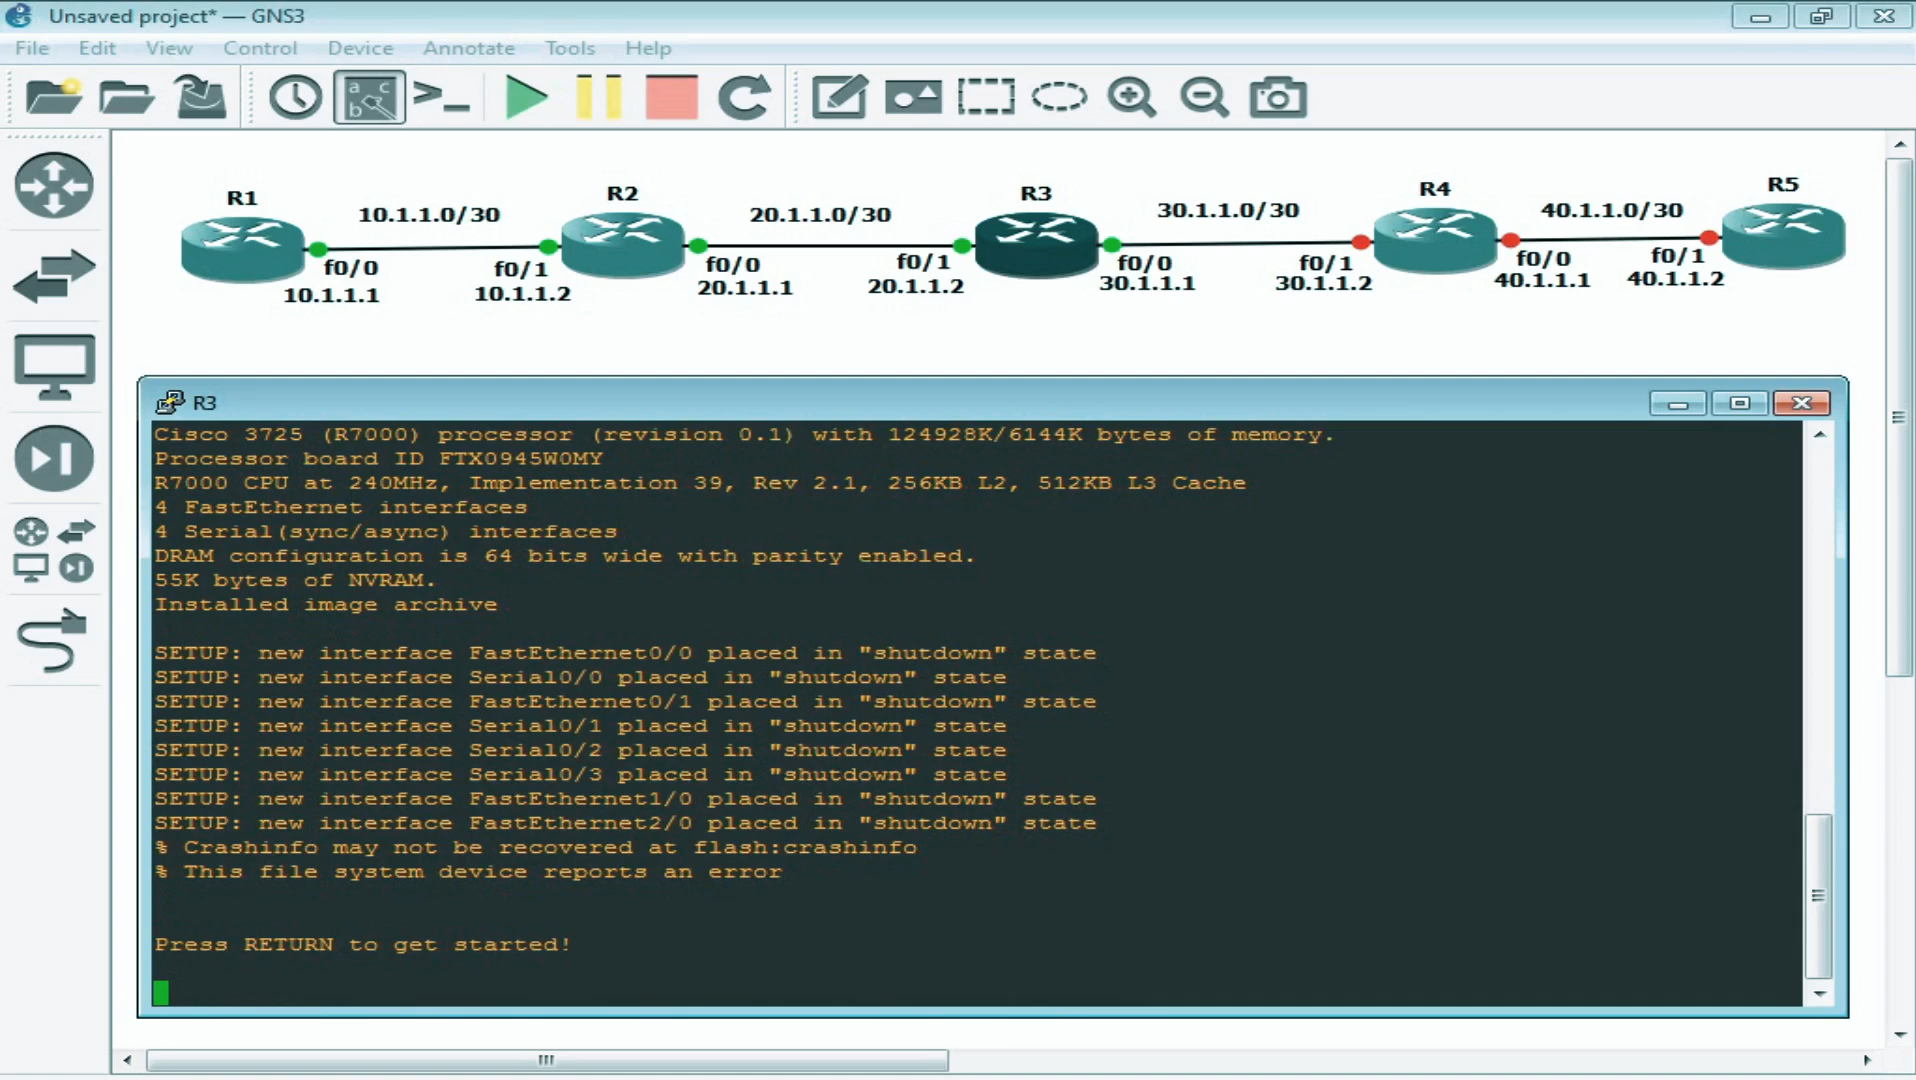 Unsaved project* — GNS3
File Edit View Control Device Annotate Tools Help
a c
b
>_
R1 R2 R3 R4 R5
10.1.1.0/30 20.1.1.0/30 30.1.1.0/30 40.1.1.0/30
f0/0 f0/1 f0/0 f0/1 f0/0 f0/1 f0/0 f0/1
10.1.1.1 10.1.1.2 20.1.1.1 20.1.1.2 30.1.1.1 30.1.1.2 40.1.1.1 40.1.1.2
R3
Cisco 3725 (R7000) processor (revision 0.1) with 124928K/6144K bytes of memory.
Processor board ID FTX0945W0MY
R7000 CPU at 240MHz, Implementation 39, Rev 2.1, 256KB L2, 512KB L3 Cache
4 FastEthernet interfaces
4 Serial(sync/async) interfaces
DRAM configuration is 64 bits wide with parity enabled.
55K bytes of NVRAM.
Installed image archive
SETUP: new interface FastEthernet0/0 placed in "shutdown" state
SETUP: new interface Serial0/0 placed in "shutdown" state
SETUP: new interface FastEthernet0/1 placed in "shutdown" state
SETUP: new interface Serial0/1 placed in "shutdown" state
SETUP: new interface Serial0/2 placed in "shutdown" state
SETUP: new interface Serial0/3 placed in "shutdown" state
SETUP: new interface FastEthernet1/0 placed in "shutdown" state
SETUP: new interface FastEthernet2/0 placed in "shutdown" state
% Crashinfo may not be recovered at flash:crashinfo
% This file system device reports an error
Press RETURN to get started!